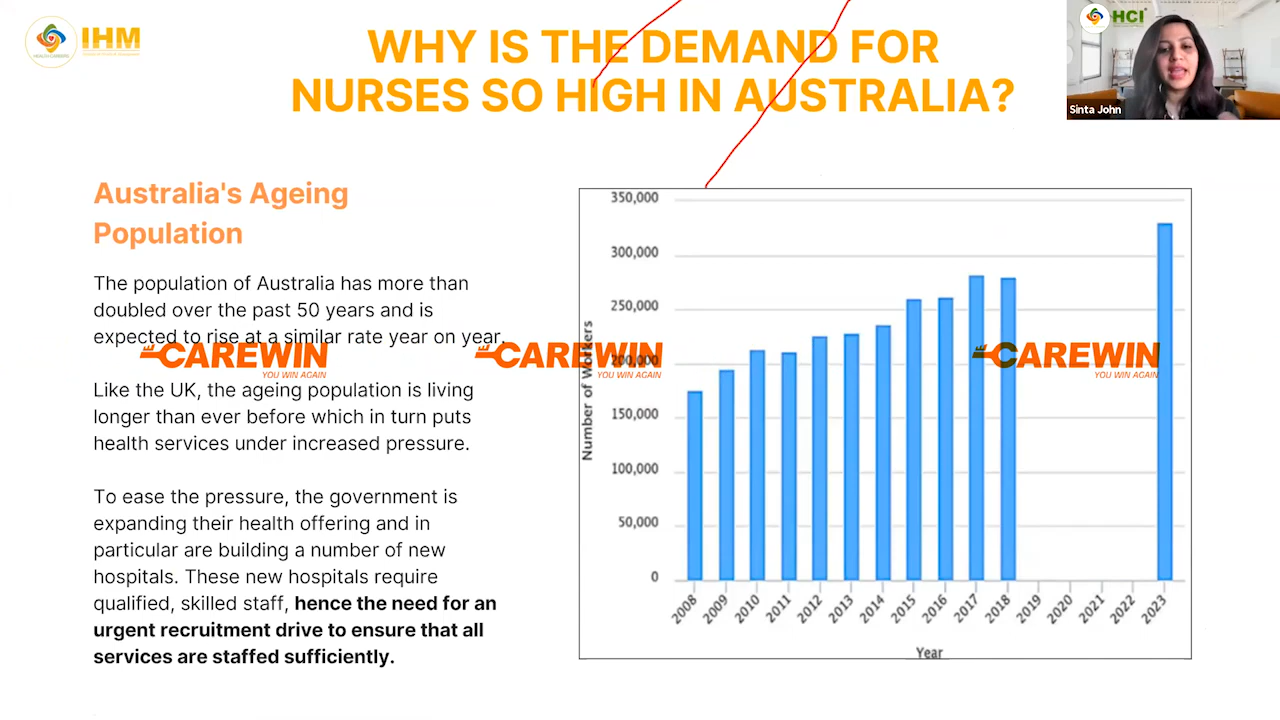 IHM
WHY IS THE DEMAND FOR
NURSES SO HIGH IN AUSTRALIA?
HCI
Sinta John
Australia's Ageing
Population
The population of Australia has more than
doubled over the past 50 years and is
expected to rise at a similar rate year on year.
CAREWIN
YOU WIN AGAIN
CAREWIN
YOU WIN AGAIN
CAREWIN
YOU WIN AGAIN
Like the UK, the ageing population is living
longer than ever before which in turn puts
health services under increased pressure.
To ease the pressure, the government is
expanding their health offering and in
particular are building a number of new
hospitals. These new hospitals require
qualified, skilled staff, hence the need for an
urgent recruitment drive to ensure that all
services are staffed sufficiently.
Number of Workers
350,000
300,000
250,000
200,000
150,000
100,000
50,000
0
2008
2009
2010
2011
2012
2013
2014
2015
2016
2017
2018
2019
2020
2021
2022
2023
Year